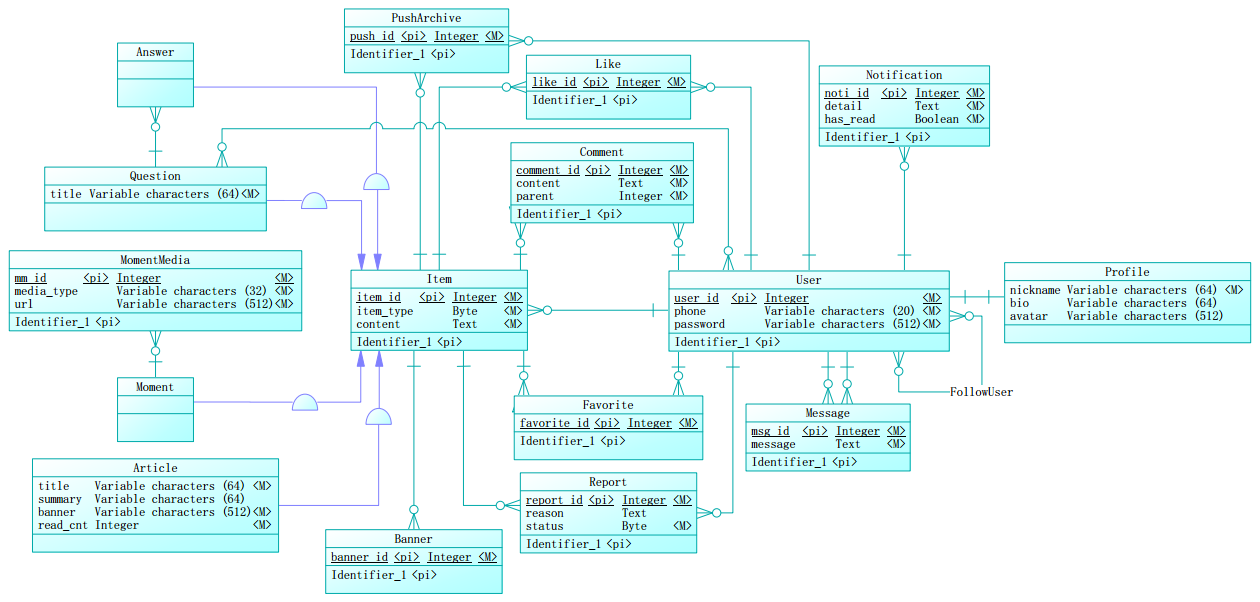 PushArchive
push_id <pi> Integer <M>
Identifier_1 <pi>
Answer
Like
like_id <pi> Integer <M>
Identifier_1 <pi>
Notification
noti_id <pi> Integer <M>
detail Text <M>
has_read Boolean <M>
Identifier_1 <pi>
Comment
comment_id <pi> Integer <M>
content Text <M>
parent Integer <M>
Identifier_1 <pi>
Question
title Variable characters (64) <M>
MomentMedia
mm_id <pi> Integer <M>
media_type Variable characters (32) <M>
url Variable characters (512) <M>
Identifier_1 <pi>
Item
item_id <pi> Integer <M>
item_type Byte <M>
content Text <M>
Identifier_1 <pi>
User
user_id <pi> Integer <M>
phone Variable characters (20) <M>
password Variable characters (512) <M>
Identifier_1 <pi>
Profile
nickname Variable characters (64) <M>
bio Variable characters (64)
avatar Variable characters (512)
FollowUser
Moment
Favorite
favorite_id <pi> Integer <M>
Identifier_1 <pi>
Message
msg_id <pi> Integer <M>
message Text <M>
Identifier_1 <pi>
Article
title Variable characters (64) <M>
summary Variable characters (64)
banner Variable characters (512) <M>
read_cnt Integer <M>
Report
report_id <pi> Integer <M>
reason Text
status Byte <M>
Identifier_1 <pi>
Banner
banner_id <pi> Integer <M>
Identifier_1 <pi>